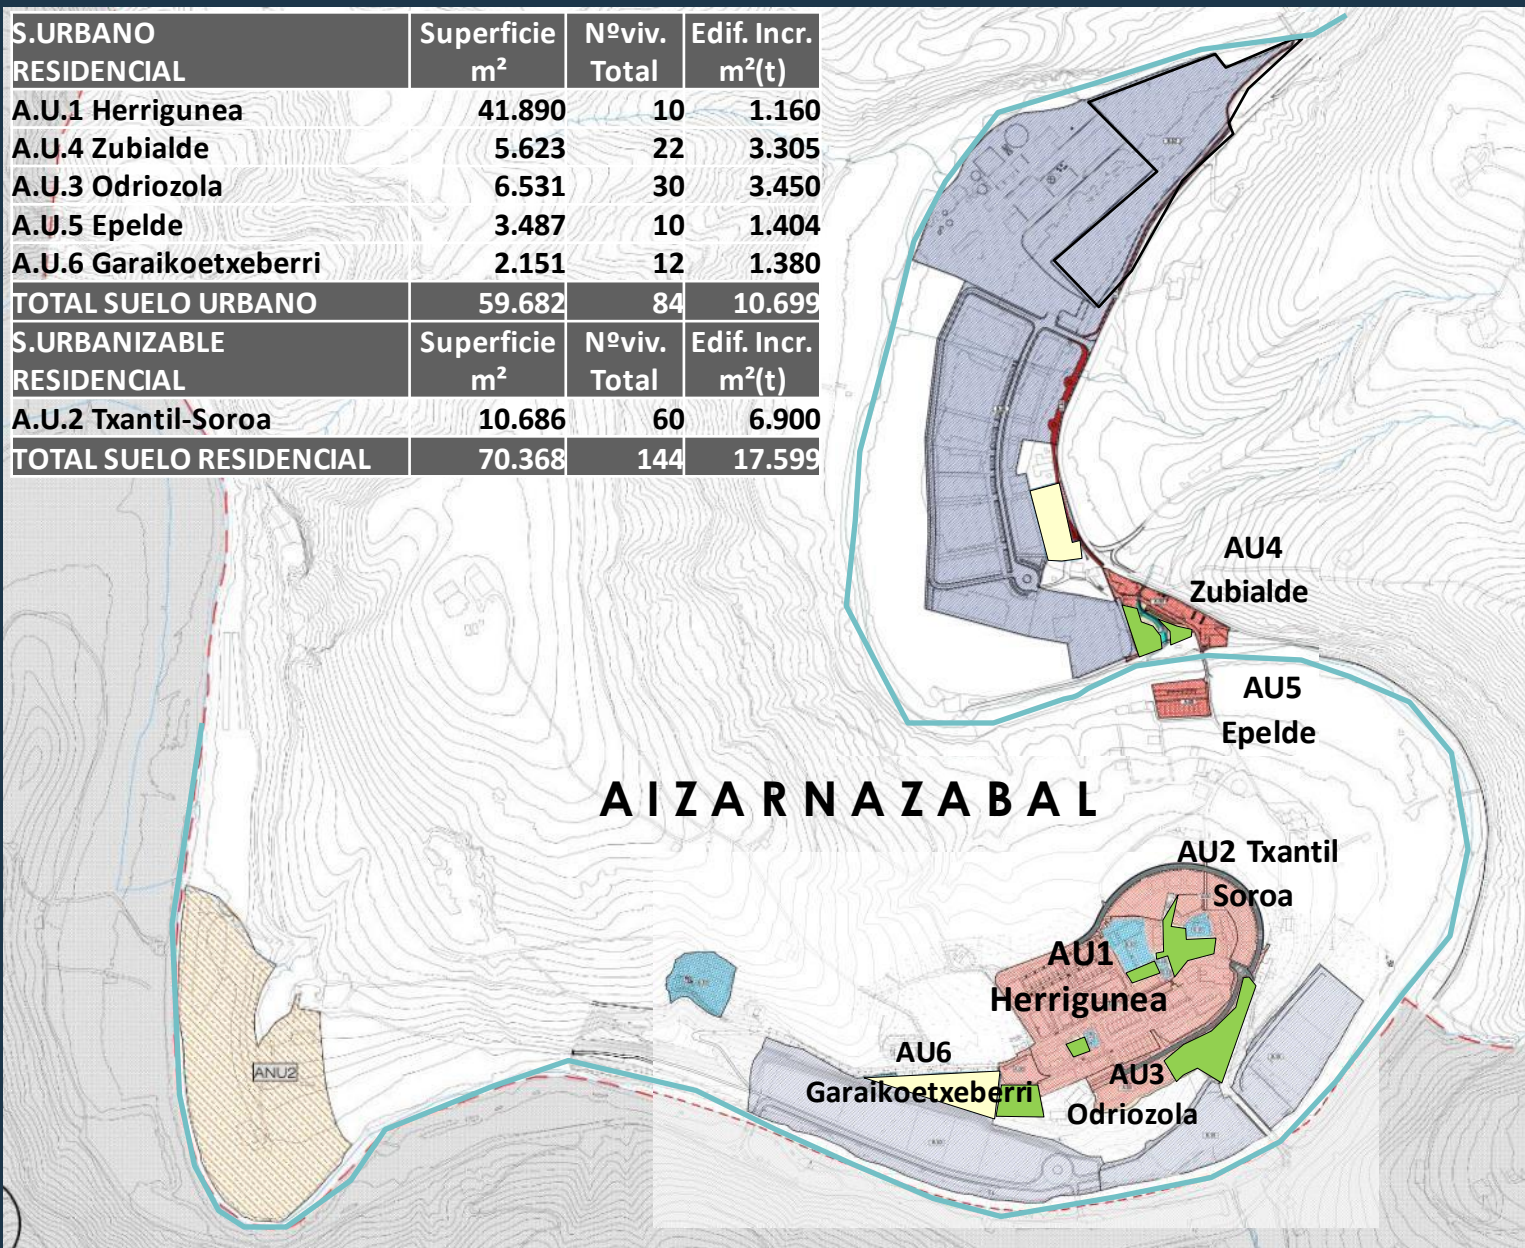 S.URBANO RESIDENCIAL Superficie m² Nºviv. Total Edif. Incr. m²(t)
A.U.1 Herrigunea 41.890 10 1.160
A.U.4 Zubialde 5.623 22 3.305
A.U.3 Odriozola 6.531 30 3.450
A.U.5 Epelde 3.487 10 1.404
A.U.6 Garaikoetxeberri 2.151 12 1.380
TOTAL SUELO URBANO 59.682 84 10.699
S.URBANIZABLE RESIDENCIAL Superficie m² Nºviv. Total Edif. Incr. m²(t)
A.U.2 Txantil-Soroa 10.686 60 6.900
TOTAL SUELO RESIDENCIAL 70.368 144 17.599
AU4
Zubialde
AU5
Epelde
AIZARNAZABAL
AU2 Txantil
Soroa
AU1
Herrigunea
AU6
Garaikoetxeberri
AU3
Odriozola
ANU2